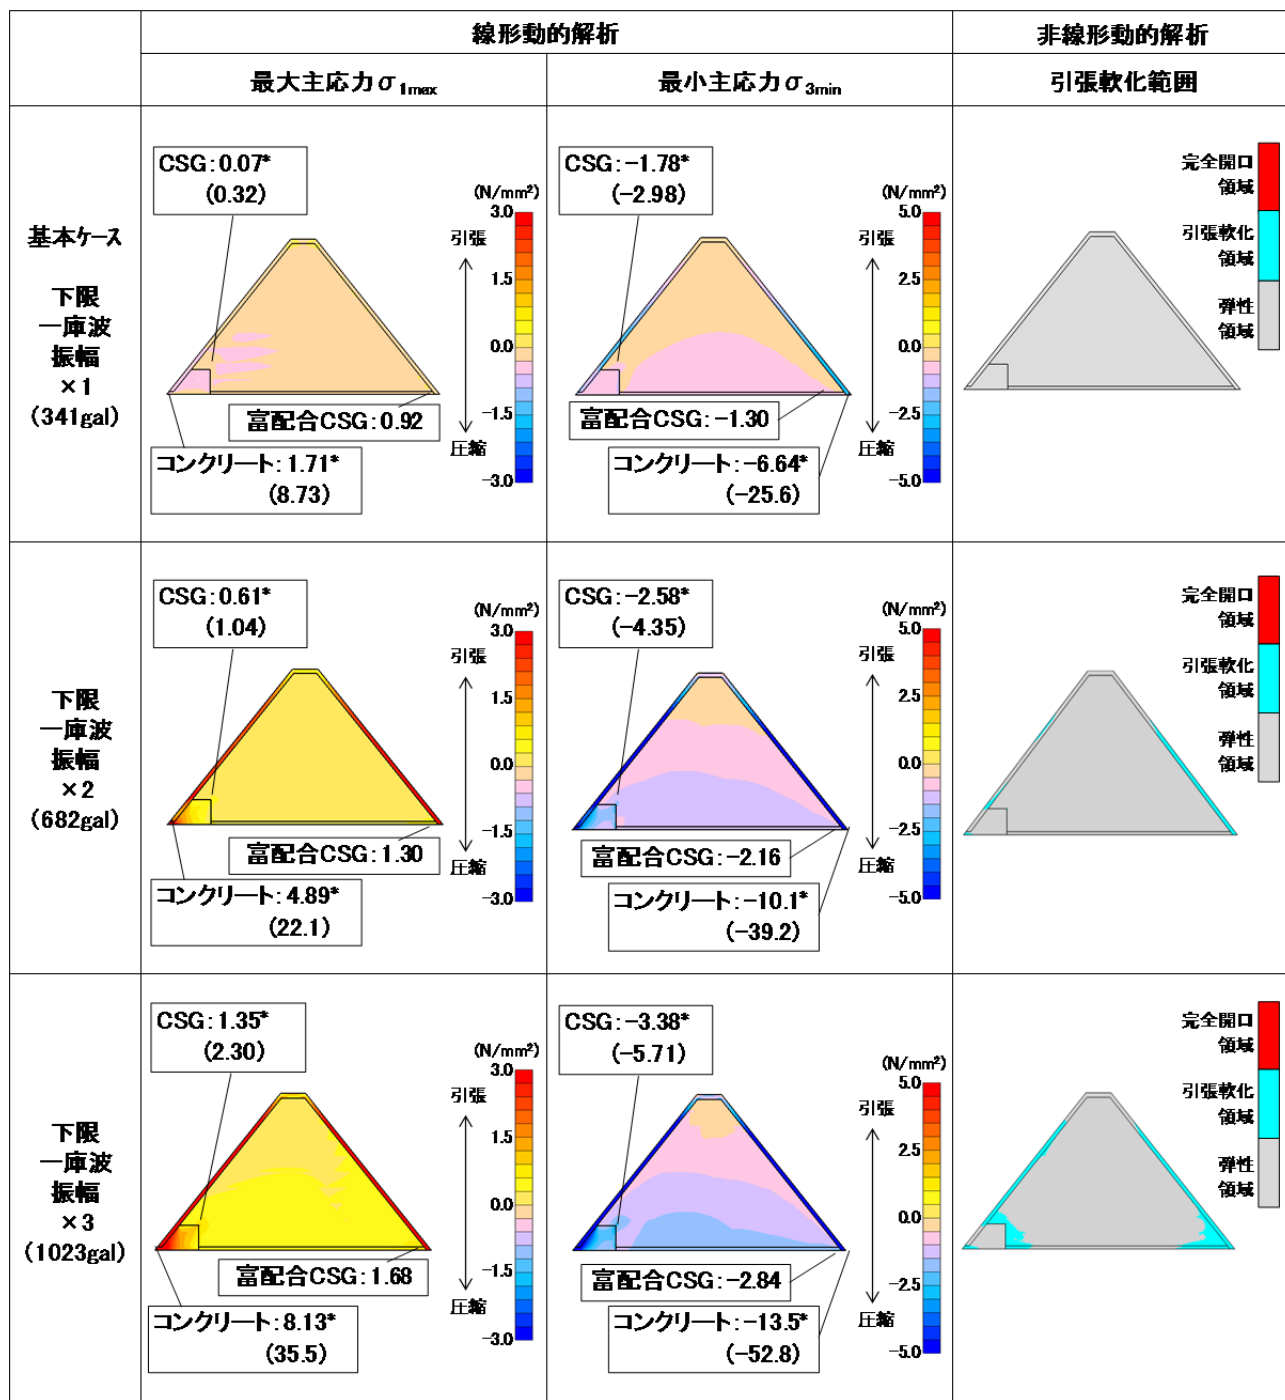 線形動的解析
非線形動的解析
最大主応力σ1max
最小主応力σ3min
引張軟化範囲
基本ケース
下限
一庫波
振幅
×1
(341gal)
CSG:0.07*
(0.32)
(N/mm²)
3.0
引張
1.5
0.0
−1.5
圧縮
−3.0
富配合CSG:0.92
コンクリート:1.71*
(8.73)
CSG:−1.78*
(−2.98)
(N/mm²)
5.0
引張
2.5
0.0
−2.5
圧縮
−5.0
富配合CSG:−1.30
コンクリート:−6.64*
(−25.6)
完全開口
領域
引張軟化
領域
弾性
領域
下限
一庫波
振幅
×2
(682gal)
CSG:0.61*
(1.04)
(N/mm²)
3.0
引張
1.5
0.0
−1.5
圧縮
−3.0
富配合CSG:1.30
コンクリート:4.89*
(22.1)
CSG:−2.58*
(−4.35)
(N/mm²)
5.0
引張
2.5
0.0
−2.5
圧縮
−5.0
富配合CSG:−2.16
コンクリート:−10.1*
(−39.2)
完全開口
領域
引張軟化
領域
弾性
領域
下限
一庫波
振幅
×3
(1023gal)
CSG:1.35*
(2.30)
(N/mm²)
3.0
引張
1.5
0.0
−1.5
圧縮
−3.0
富配合CSG:1.68
コンクリート:8.13*
(35.5)
CSG:−3.38*
(−5.71)
(N/mm²)
5.0
引張
2.5
0.0
−2.5
圧縮
−5.0
富配合CSG:−2.84
コンクリート:−13.5*
(−52.8)
完全開口
領域
引張軟化
領域
弾性
領域